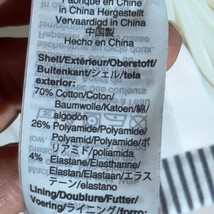 Fabriqué en Chine
in China Hergestellt
Vervaardigd in China
中国製
Hecho en China
Shell/Extérieur/Oberstoff/
Buitenkant/シェル/tela
exterior:
70% Cotton/Coton/
Baumwolle/Katoen/綿/
algodón
26% Polyamide/Polyamide/
Polyamid/Polyamide/ポ
リアミド/poliamida
4% Elastane/Élasthanne/
Elastan/Elastaan/エラス
テーン/elastano
Lining/Doublure/Futter/
Voering/ライニング/forro: